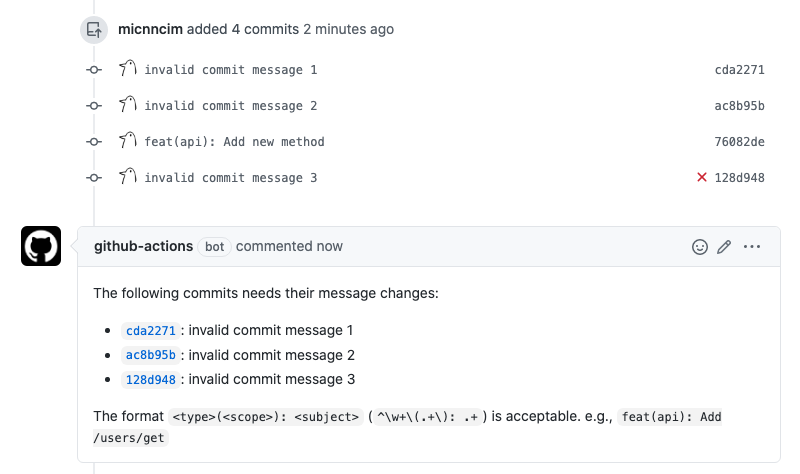 micnncim added 4 commits 2 minutes ago
invalid commit message 1 cda2271
invalid commit message 2 ac8b95b
feat(api): Add new method 76082de
invalid commit message 3 128d948
github-actions bot commented now
The following commits needs their message changes:
cda2271 : invalid commit message 1
ac8b95b : invalid commit message 2
128d948 : invalid commit message 3
The format <type>(<scope>): <subject> ( ^\w+\(.+\): .+ ) is acceptable. e.g., feat(api): Add
/users/get